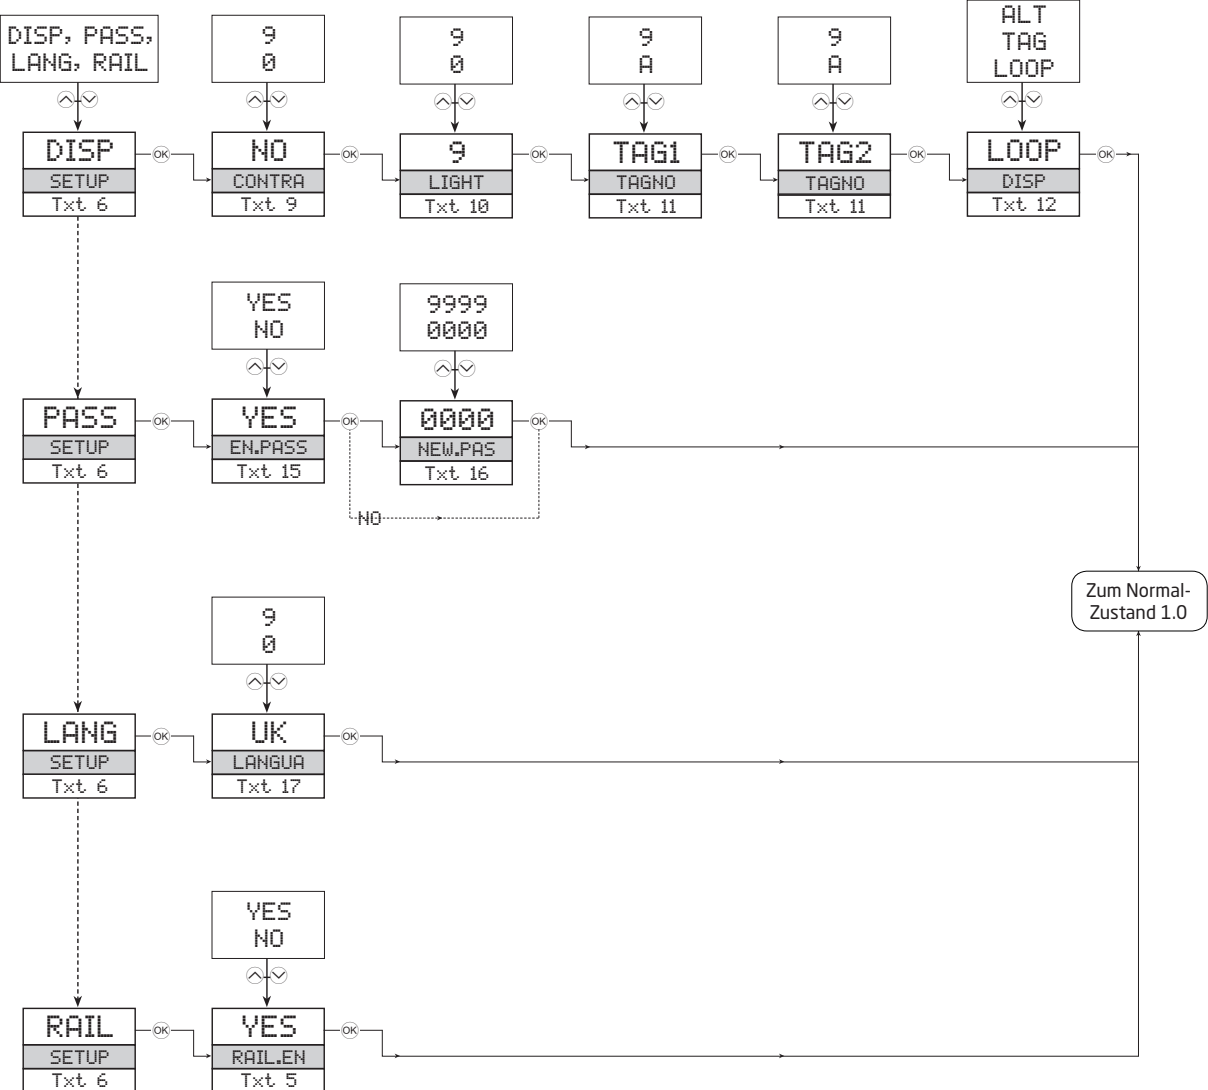 DISP, PASS,
LANG, RAIL
9
0
9
0
9
A
9
A
ALT
TAG
LOOP
DISP
SETUP
Txt 6
OK
NO
CONTRA
Txt 9
OK
9
LIGHT
Txt 10
OK
TAG1
TAGNO
Txt 11
OK
TAG2
TAGNO
Txt 11
OK
LOOP
DISP
Txt 12
OK
YES
NO
9999
0000
PASS
SETUP
Txt 6
OK
YES
EN.PASS
Txt 15
OK
0000
NEW.PAS
Txt 16
OK
NO
Zum Normal-
Zustand 1.0
9
0
LANG
SETUP
Txt 6
OK
UK
LANGUA
Txt 17
OK
YES
NO
RAIL
SETUP
Txt 6
OK
YES
RAIL.EN
Txt 5
OK